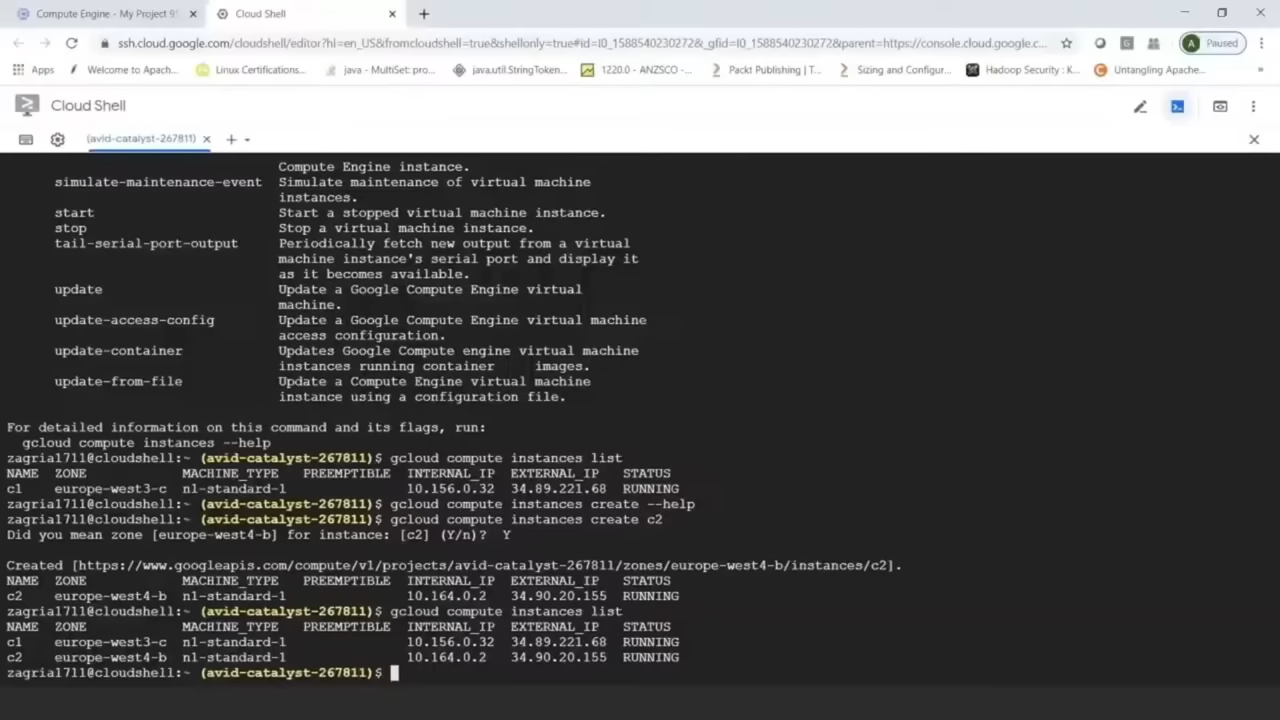 Compute Engine - My Project 9
Cloud Shell
ssh.cloud.google.com/cloudshell/editor?hl=en_US&fromcloudshell=true&shellonly=true#id=I0_1588540230272&_gfid=I0_1588540230272&parent=https://console.cloud.google.c...
A Paused
Apps Welcome to Apach... Linux Certifications... java - MultiSet: pro... java.util.StringToken... 1220.0 - ANZSCO -... Packt Publishing | T... Sizing and Configur... Hadoop Security : K... Untangling Apache... »
Cloud Shell
(avid-catalyst-267811)
Compute Engine instance.
simulate-maintenance-event Simulate maintenance of virtual machine
instances.
start Start a stopped virtual machine instance.
stop Stop a virtual machine instance.
tail-serial-port-output Periodically fetch new output from a virtual
machine instance's serial port and display it
as it becomes available.
update Update a Google Compute Engine virtual
machine.
update-access-config Update a Google Compute Engine virtual machine
access configuration.
update-container Updates Google Compute engine virtual machine
instances running container images.
update-from-file Update a Compute Engine virtual machine
instance using a configuration file.
For detailed information on this command and its flags, run:
gcloud compute instances --help
zagria1711@cloudshell:~ (avid-catalyst-267811)$ gcloud compute instances list
NAME ZONE MACHINE_TYPE PREEMPTIBLE INTERNAL_IP EXTERNAL_IP STATUS
c1 europe-west3-c n1-standard-1 10.156.0.32 34.89.221.68 RUNNING
zagria1711@cloudshell:~ (avid-catalyst-267811)$ gcloud compute instances create --help
zagria1711@cloudshell:~ (avid-catalyst-267811)$ gcloud compute instances create c2
Did you mean zone [europe-west4-b] for instance: [c2] (Y/n)? Y
Created [https://www.googleapis.com/compute/v1/projects/avid-catalyst-267811/zones/europe-west4-b/instances/c2].
NAME ZONE MACHINE_TYPE PREEMPTIBLE INTERNAL_IP EXTERNAL_IP STATUS
c2 europe-west4-b n1-standard-1 10.164.0.2 34.90.20.155 RUNNING
zagria1711@cloudshell:~ (avid-catalyst-267811)$ gcloud compute instances list
NAME ZONE MACHINE_TYPE PREEMPTIBLE INTERNAL_IP EXTERNAL_IP STATUS
c1 europe-west3-c n1-standard-1 10.156.0.32 34.89.221.68 RUNNING
c2 europe-west4-b n1-standard-1 10.164.0.2 34.90.20.155 RUNNING
zagria1711@cloudshell:~ (avid-catalyst-267811)$